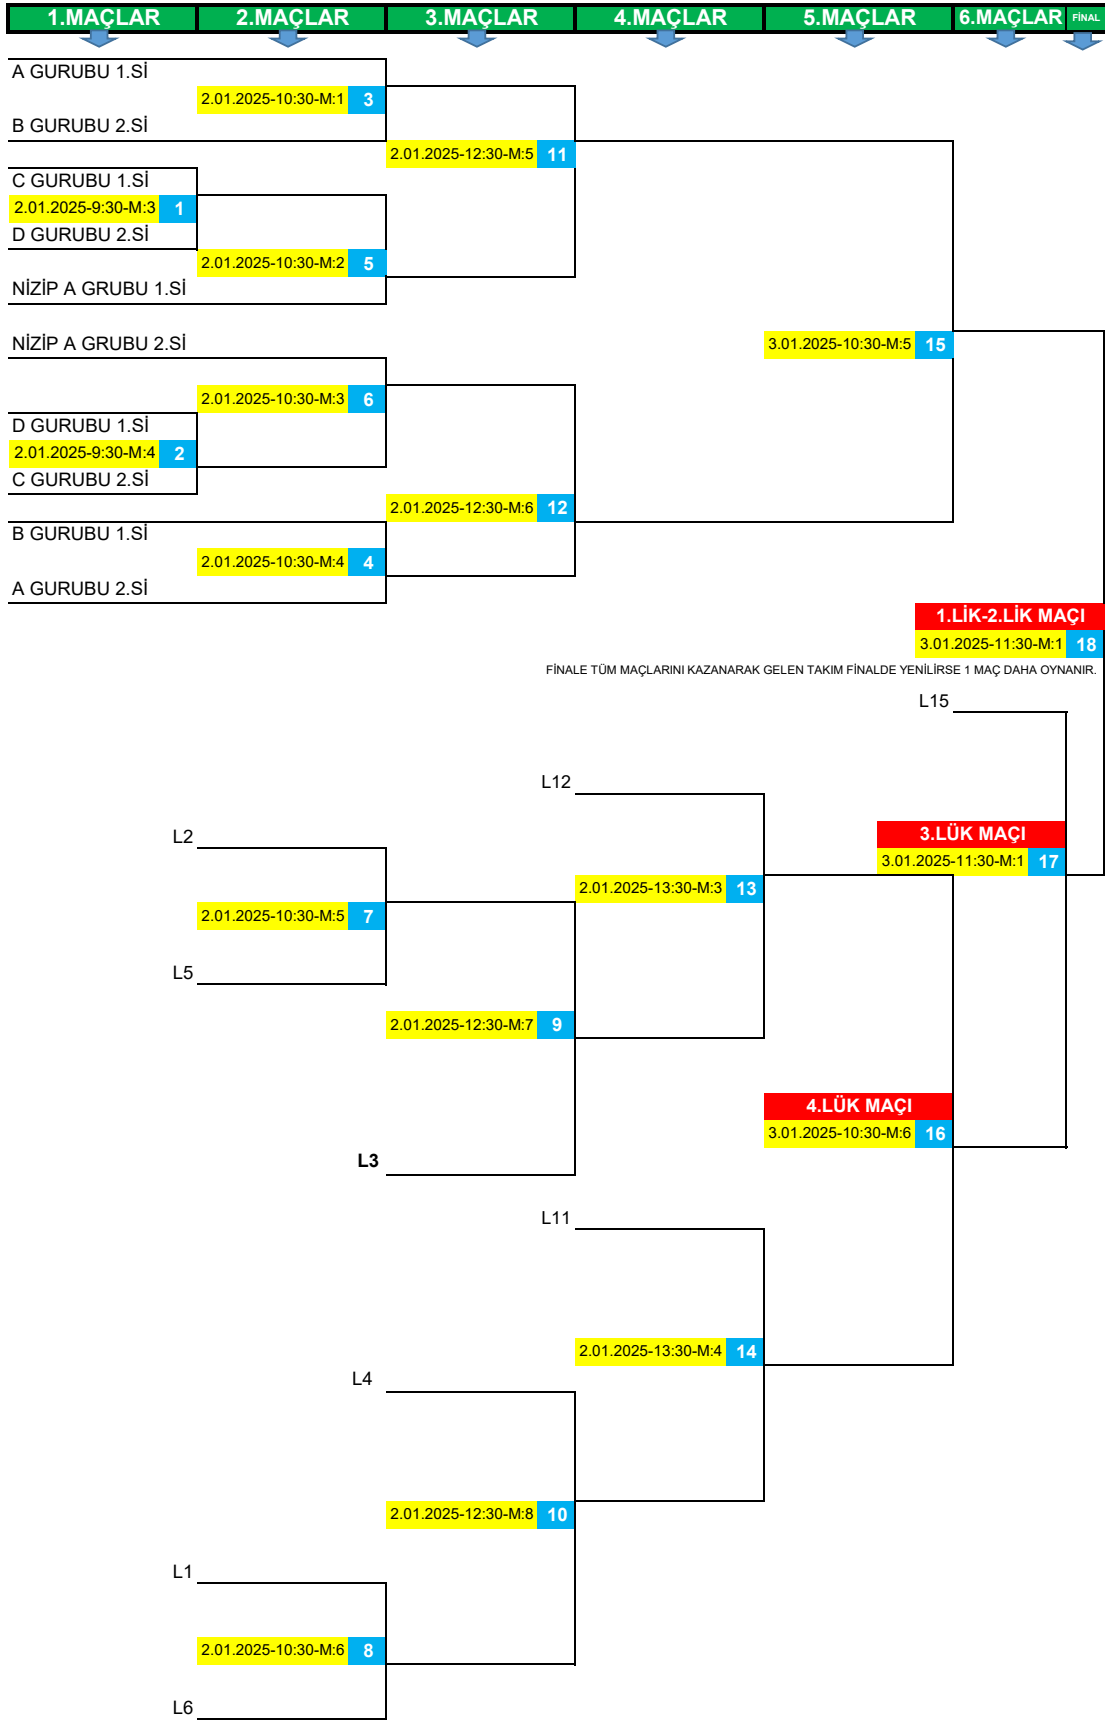 1.MAÇLAR 2.MAÇLAR 3.MAÇLAR 4.MAÇLAR 5.MAÇLAR 6.MAÇLAR FİNAL
A GURUBU 1.Sİ
2.01.2025-10:30-M:1 3
B GURUBU 2.Sİ
2.01.2025-12:30-M:5 11
C GURUBU 1.Sİ
2.01.2025-9:30-M:3 1
D GURUBU 2.Sİ
2.01.2025-10:30-M:2 5
NİZİP A GRUBU 1.Sİ
NİZİP A GRUBU 2.Sİ
3.01.2025-10:30-M:5 15
2.01.2025-10:30-M:3 6
D GURUBU 1.Sİ
2.01.2025-9:30-M:4 2
C GURUBU 2.Sİ
2.01.2025-12:30-M:6 12
B GURUBU 1.Sİ
2.01.2025-10:30-M:4 4
A GURUBU 2.Sİ
1.LİK-2.LİK MAÇI
3.01.2025-11:30-M:1 18
FİNALE TÜM MAÇLARINI KAZANARAK GELEN TAKIM FİNALDE YENİLİRSE 1 MAÇ DAHA OYNANIR.
L15
L12
L2
3.LÜK MAÇI
3.01.2025-11:30-M:1 17
2.01.2025-13:30-M:3 13
2.01.2025-10:30-M:5 7
L5
2.01.2025-12:30-M:7 9
4.LÜK MAÇI
3.01.2025-10:30-M:6 16
L3
L11
2.01.2025-13:30-M:4 14
L4
2.01.2025-12:30-M:8 10
L1
2.01.2025-10:30-M:6 8
L6